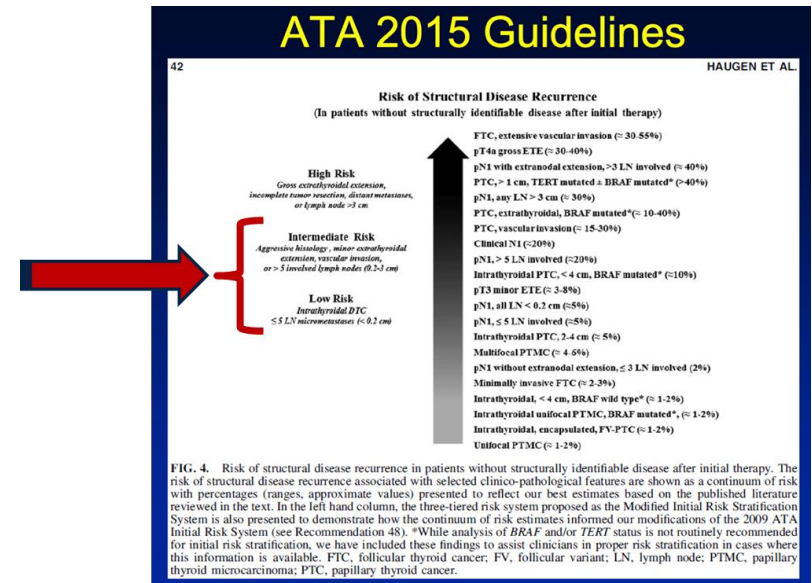 ATA 2015 Guidelines
42
HAUGEN ET AL.
Risk of Structural Disease Recurrence
(In patients without structurally identifiable disease after initial therapy)
High Risk
Gross extrathyroidal extension,
incomplete tumor resection, distant metastases,
or lymph node >3 cm
Intermediate Risk
Aggressive histology, minor extrathyroidal
extension, vascular invasion,
or > 5 involved lymph nodes (0.2-3 cm)
Low Risk
Intrathyroidal DTC
≤ 5 LN micrometastases (< 0.2 cm)
FTC, extensive vascular invasion (≈ 30-55%)
pT4a gross ETE (≈ 30-40%)
pN1 with extranodal extension, >3 LN involved (≈ 40%)
PTC, > 1 cm, TERT mutated ± BRAF mutated* (>40%)
pN1, any LN > 3 cm (≈ 30%)
PTC, extrathyroidal, BRAF mutated*(≈ 10-40%)
PTC, vascular invasion (≈ 15-30%)
Clinical N1 (≈20%)
pN1, > 5 LN involved (≈20%)
Intrathyroidal PTC, < 4 cm, BRAF mutated* (≈10%)
pT3 minor ETE (≈ 3-8%)
pN1, all LN < 0.2 cm (≈5%)
pN1, ≤ 5 LN involved (≈5%)
Intrathyroidal PTC, 2-4 cm (≈ 5%)
Multifocal PTMC (≈ 4-6%)
pN1 without extranodal extension, ≤ 3 LN involved (2%)
Minimally invasive FTC (≈ 2-3%)
Intrathyroidal, < 4 cm, BRAF wild type* (≈ 1-2%)
Intrathyroidal unifocal PTMC, BRAF mutated*, (≈ 1-2%)
Intrathyroidal, encapsulated, FV-PTC (≈ 1-2%)
Unifocal PTMC (≈ 1-2%)
FIG. 4. Risk of structural disease recurrence in patients without structurally identifiable disease after initial therapy. The
risk of structural disease recurrence associated with selected clinico-pathological features are shown as a continuum of risk
with percentages (ranges, approximate values) presented to reflect our best estimates based on the published literature
reviewed in the text. In the left hand column, the three-tiered risk system proposed as the Modified Initial Risk Stratification
System is also presented to demonstrate how the continuum of risk estimates informed our modifications of the 2009 ATA
Initial Risk System (see Recommendation 48). *While analysis of BRAF and/or TERT status is not routinely recommended
for initial risk stratification, we have included these findings to assist clinicians in proper risk stratification in cases where
this information is available. FTC, follicular thyroid cancer; FV, follicular variant; LN, lymph node; PTMC, papillary
thyroid microcarcinoma; PTC, papillary thyroid cancer.